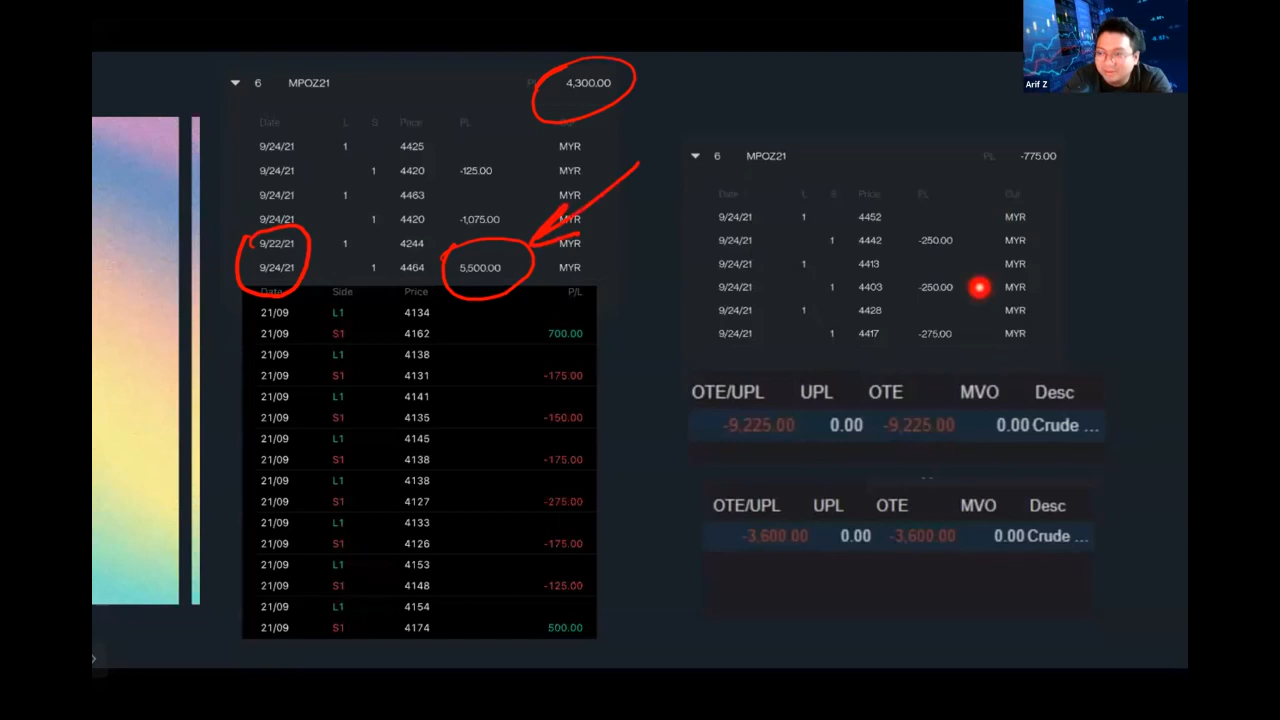 Arif Z
6 MPOZ21 PL 4,300.00
Date L S Price PL Cur
9/24/21 1 4425 MYR
9/24/21 1 4420 -125.00 MYR
9/24/21 1 4463 MYR
9/24/21 1 4420 -1,075.00 MYR
9/22/21 1 4244 MYR
9/24/21 1 4464 5,500.00 MYR
Date Side Price P/L
21/09 L1 4134
21/09 S1 4162 700.00
21/09 L1 4138
21/09 S1 4131 -175.00
21/09 L1 4141
21/09 S1 4135 -150.00
21/09 L1 4145
21/09 S1 4138 -175.00
21/09 L1 4138
21/09 S1 4127 -275.00
21/09 L1 4133
21/09 S1 4126 -175.00
21/09 L1 4153
21/09 S1 4148 -125.00
21/09 L1 4154
21/09 S1 4174 500.00
6 MPOZ21 PL -775.00
Date L S Price PL Cur
9/24/21 1 4452 MYR
9/24/21 1 4442 -250.00 MYR
9/24/21 1 4413 MYR
9/24/21 1 4403 -250.00 MYR
9/24/21 1 4428 MYR
9/24/21 1 4417 -275.00 MYR
OTE/UPL UPL OTE MVO Desc
-9,225.00 0.00 -9,225.00 0.00 Crude ...
OTE/UPL UPL OTE MVO Desc
-3,600.00 0.00 -3,600.00 0.00 Crude ...